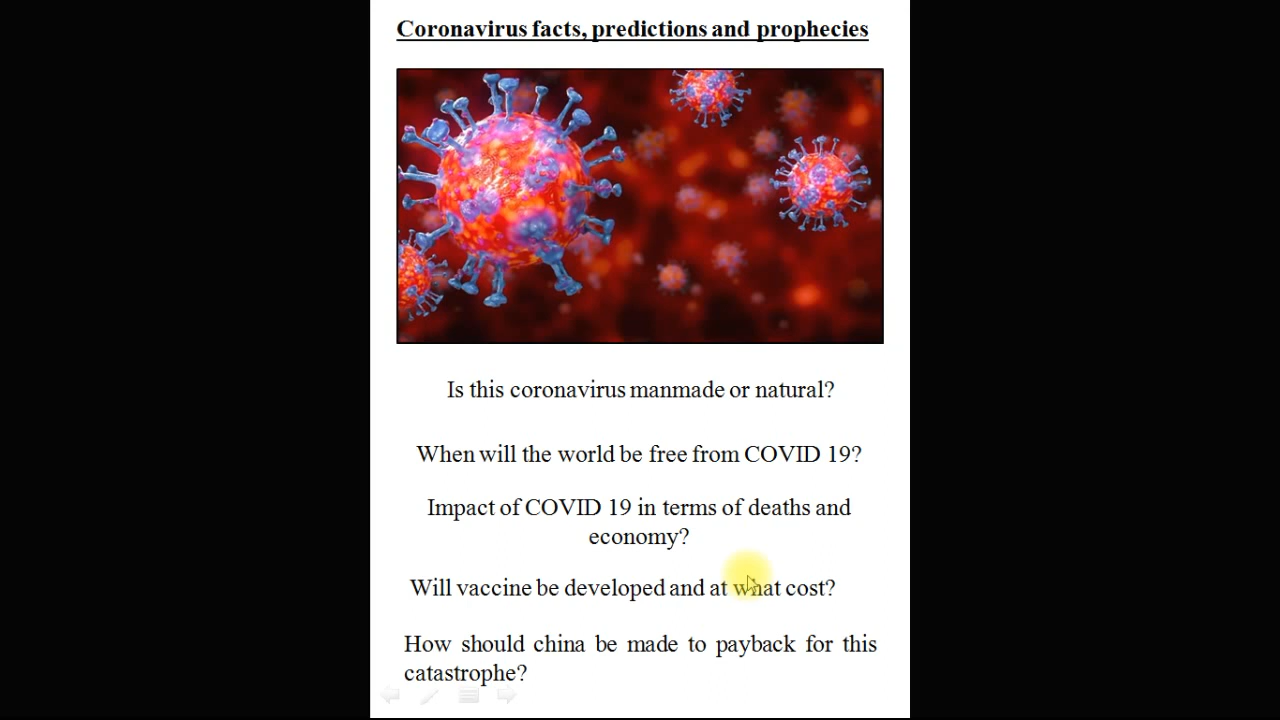 Coronavirus facts, predictions and prophecies
Is this coronavirus manmade or natural?
When will the world be free from COVID 19?
Impact of COVID 19 in terms of deaths and
economy?
Will vaccine be developed and at what cost?
How should china be made to payback for this
catastrophe?